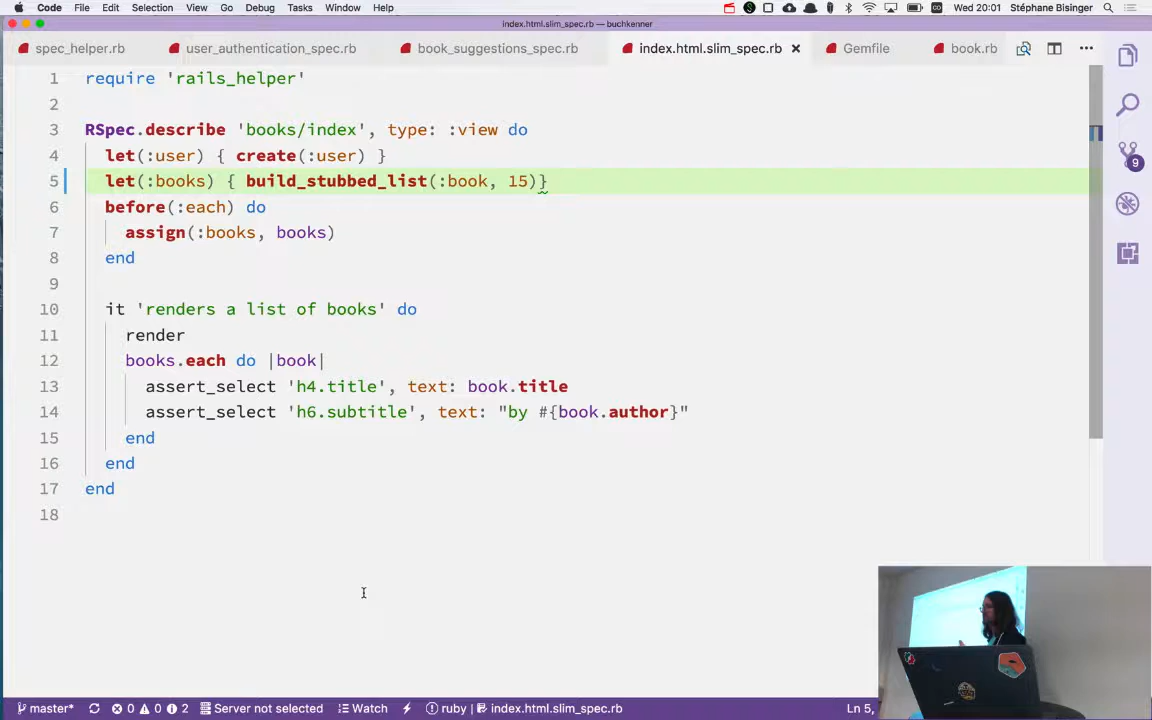 Code File Edit Selection View Go Debug Tasks Window Help Wed 20:01 Stéphane Bisinger
index.html.slim_spec.rb — buchkenner
spec_helper.rb user_authentication_spec.rb book_suggestions_spec.rb index.html.slim_spec.rb Gemfile book.rb
1 require 'rails_helper'
2
3 RSpec.describe 'books/index', type: :view do
4 let(:user) { create(:user) }
5 let(:books) { build_stubbed_list(:book, 15)}
6 before(:each) do
7 assign(:books, books)
8 end
9
10 it 'renders a list of books' do
11 render
12 books.each do |book|
13 assert_select 'h4.title', text: book.title
14 assert_select 'h6.subtitle', text: "by #{book.author}"
15 end
16 end
17 end
18
9
master* 0 0 2 Server not selected Watch ruby | index.html.slim_spec.rb Ln 5,